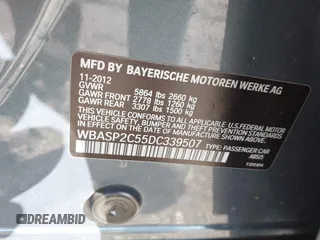 MFD BY BAYERISCHE MOTOREN WERKE AG
11-2012
GVWR 5864 lbs 2660 kg
GAWR FRONT 2778 lbs 1260 kg
GAWR REAR 3307 lbs 1500 kg
THIS VEHICLE CONFORMS TO ALL APPLICABLE U.S. FEDERAL MOTOR
VEHICLE SAFETY, BUMPER, AND THEFT PREVENTION STANDARDS
IN EFFECT ON THE DATE OF MANUFACTURE SHOWN ABOVE.
WBASP2C55DC339507 TYPE: PASSENGER CAR
DREAMBID